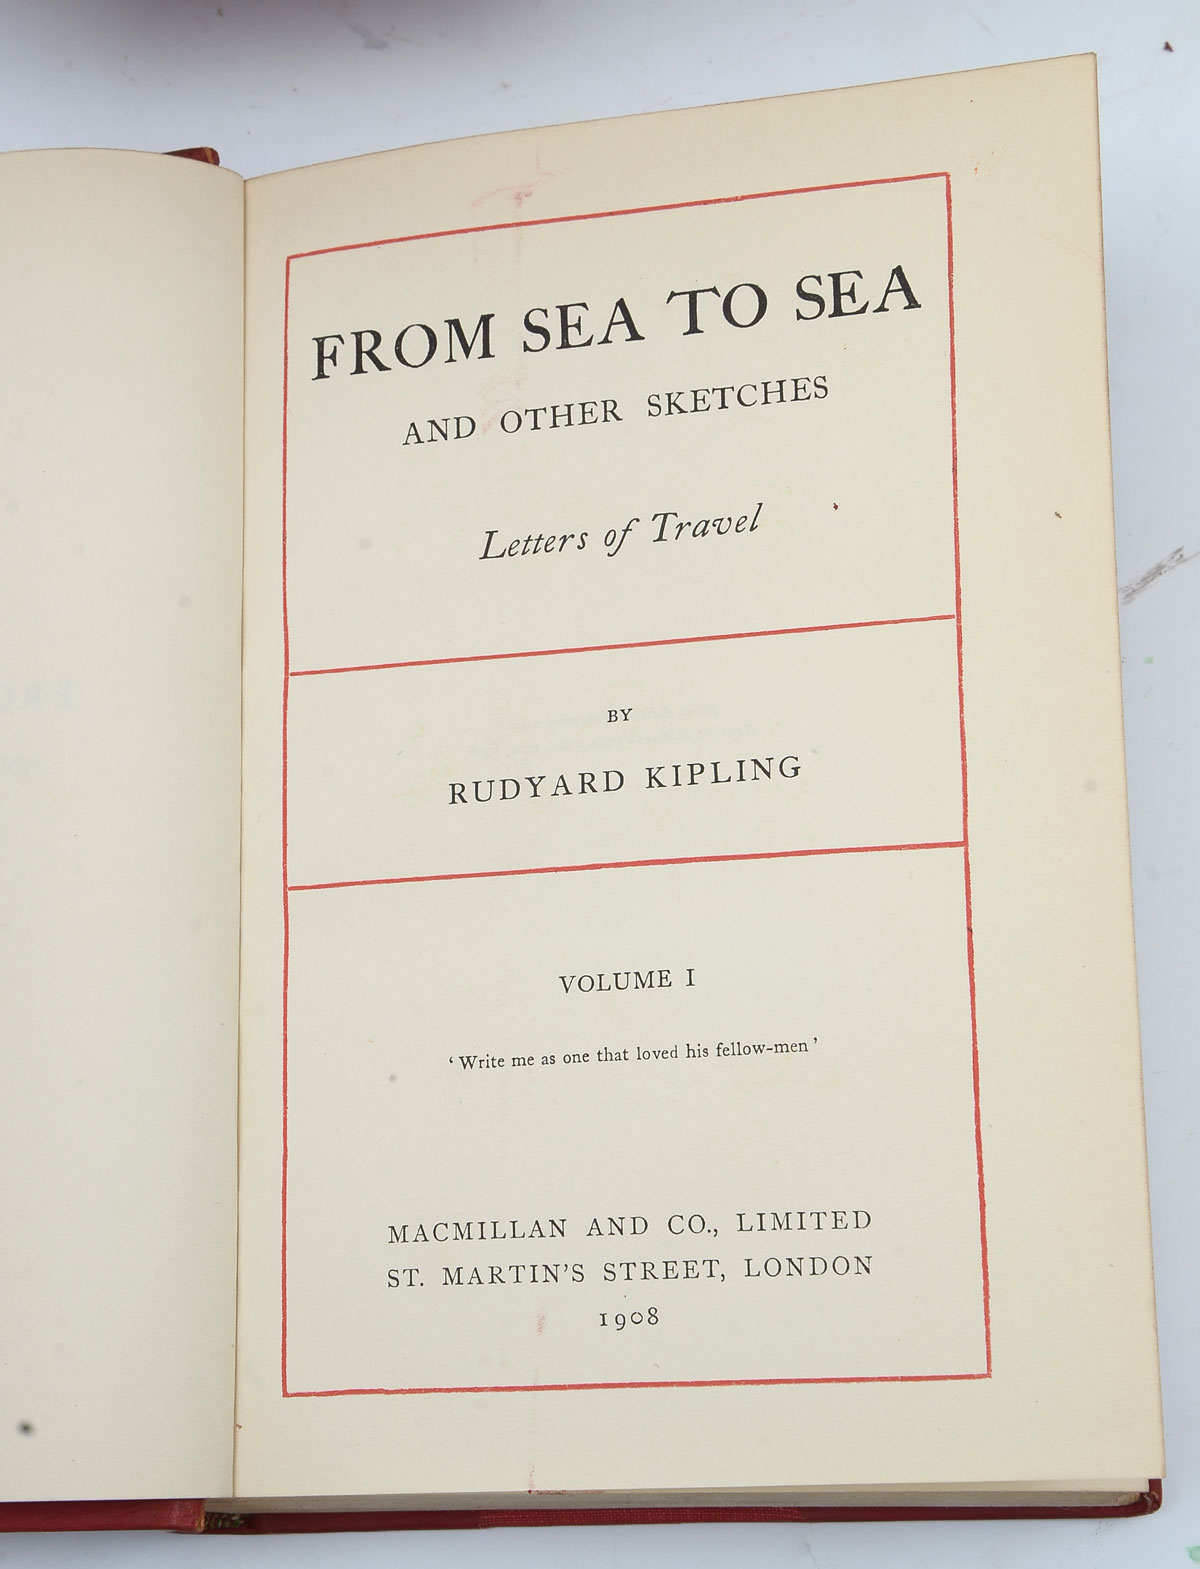 FROM SEA TO SEA
AND OTHER SKETCHES
Letters of Travel
BY
RUDYARD KIPLING
VOLUME I
‘Write me as one that loved his fellow-men’
MACMILLAN AND CO., LIMITED
ST. MARTIN'S STREET, LONDON
1908